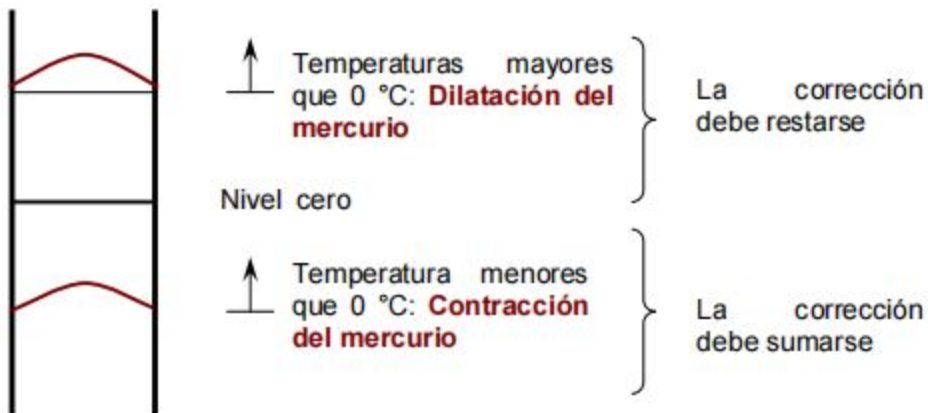 Temperaturas mayores
que 0 °C: Dilatación del
mercurio
La corrección
debe restarse
Nivel cero
Temperatura menores
que 0 °C: Contracción
del mercurio
La corrección
debe sumarse